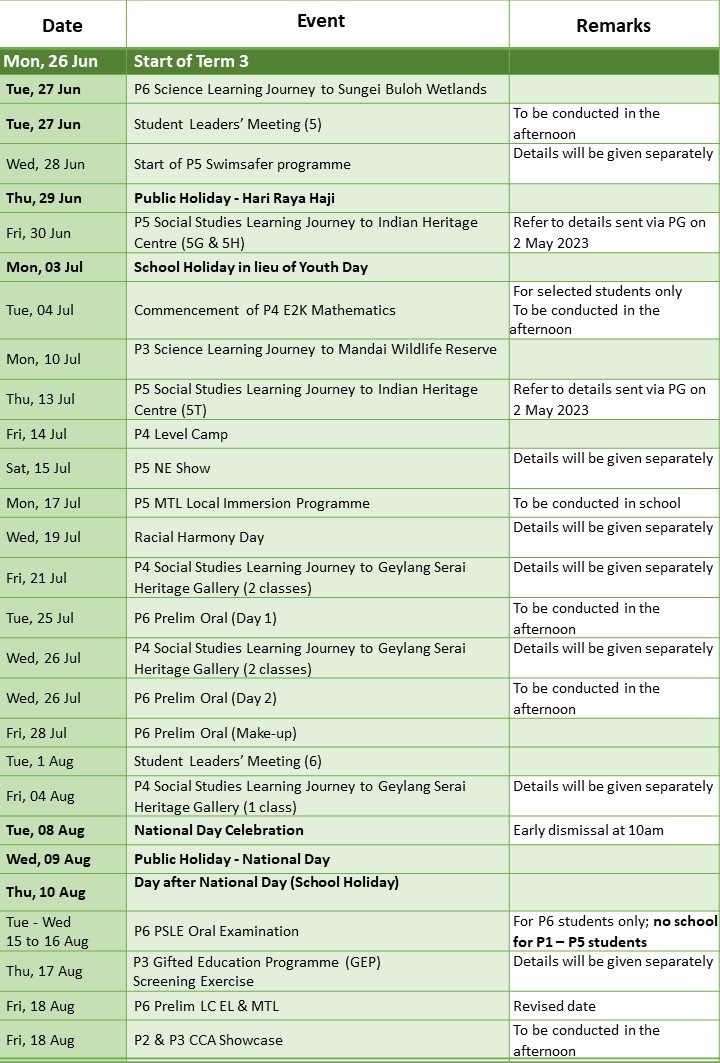 Date Event Remarks
Mon, 26 Jun Start of Term 3
Tue, 27 Jun P6 Science Learning Journey to Sungei Buloh Wetlands
Tue, 27 Jun Student Leaders’ Meeting (5) To be conducted in the
afternoon
Wed, 28 Jun Start of P5 Swimsafer programme Details will be given separately
Thu, 29 Jun Public Holiday - Hari Raya Haji
Fri, 30 Jun P5 Social Studies Learning Journey to Indian Heritage
Centre (5G & 5H) Refer to details sent via PG on
2 May 2023
Mon, 03 Jul School Holiday in lieu of Youth Day
Tue, 04 Jul Commencement of P4 E2K Mathematics For selected students only
To be conducted in the
afternoon
Mon, 10 Jul P3 Science Learning Journey to Mandai Wildlife Reserve
Thu, 13 Jul P5 Social Studies Learning Journey to Indian Heritage
Centre (5T) Refer to details sent via PG on
2 May 2023
Fri, 14 Jul P4 Level Camp
Sat, 15 Jul P5 NE Show Details will be given separately
Mon, 17 Jul P5 MTL Local Immersion Programme To be conducted in school
Wed, 19 Jul Racial Harmony Day Details will be given separately
Fri, 21 Jul P4 Social Studies Learning Journey to Geylang Serai
Heritage Gallery (2 classes) Details will be given separately
Tue, 25 Jul P6 Prelim Oral (Day 1) To be conducted in the
afternoon
Wed, 26 Jul P4 Social Studies Learning Journey to Geylang Serai
Heritage Gallery (2 classes) Details will be given separately
Wed, 26 Jul P6 Prelim Oral (Day 2) To be conducted in the
afternoon
Fri, 28 Jul P6 Prelim Oral (Make-up)
Tue, 1 Aug Student Leaders’ Meeting (6)
Fri, 04 Aug P4 Social Studies Learning Journey to Geylang Serai
Heritage Gallery (1 class) Details will be given separately
Tue, 08 Aug National Day Celebration Early dismissal at 10am
Wed, 09 Aug Public Holiday - National Day
Thu, 10 Aug Day after National Day (School Holiday)
Tue - Wed
15 to 16 Aug P6 PSLE Oral Examination For P6 students only; no school
for P1 – P5 students
Thu, 17 Aug P3 Gifted Education Programme (GEP)
Screening Exercise Details will be given separately
Fri, 18 Aug P6 Prelim LC EL & MTL Revised date
Fri, 18 Aug P2 & P3 CCA Showcase To be conducted in the
afternoon